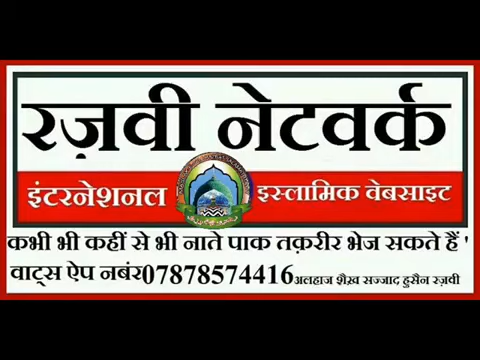 रज़वी नेटवर्क
इंटरनेशनल इस्लामिक वेबसाइट
कभी भी कहीं से भी नाते पाक तक़रीर भेज सकते हैं '
वाट्स ऐप नबंर07878574416 अलहाज शैख़ सज्जाद हुसैन रज़वी